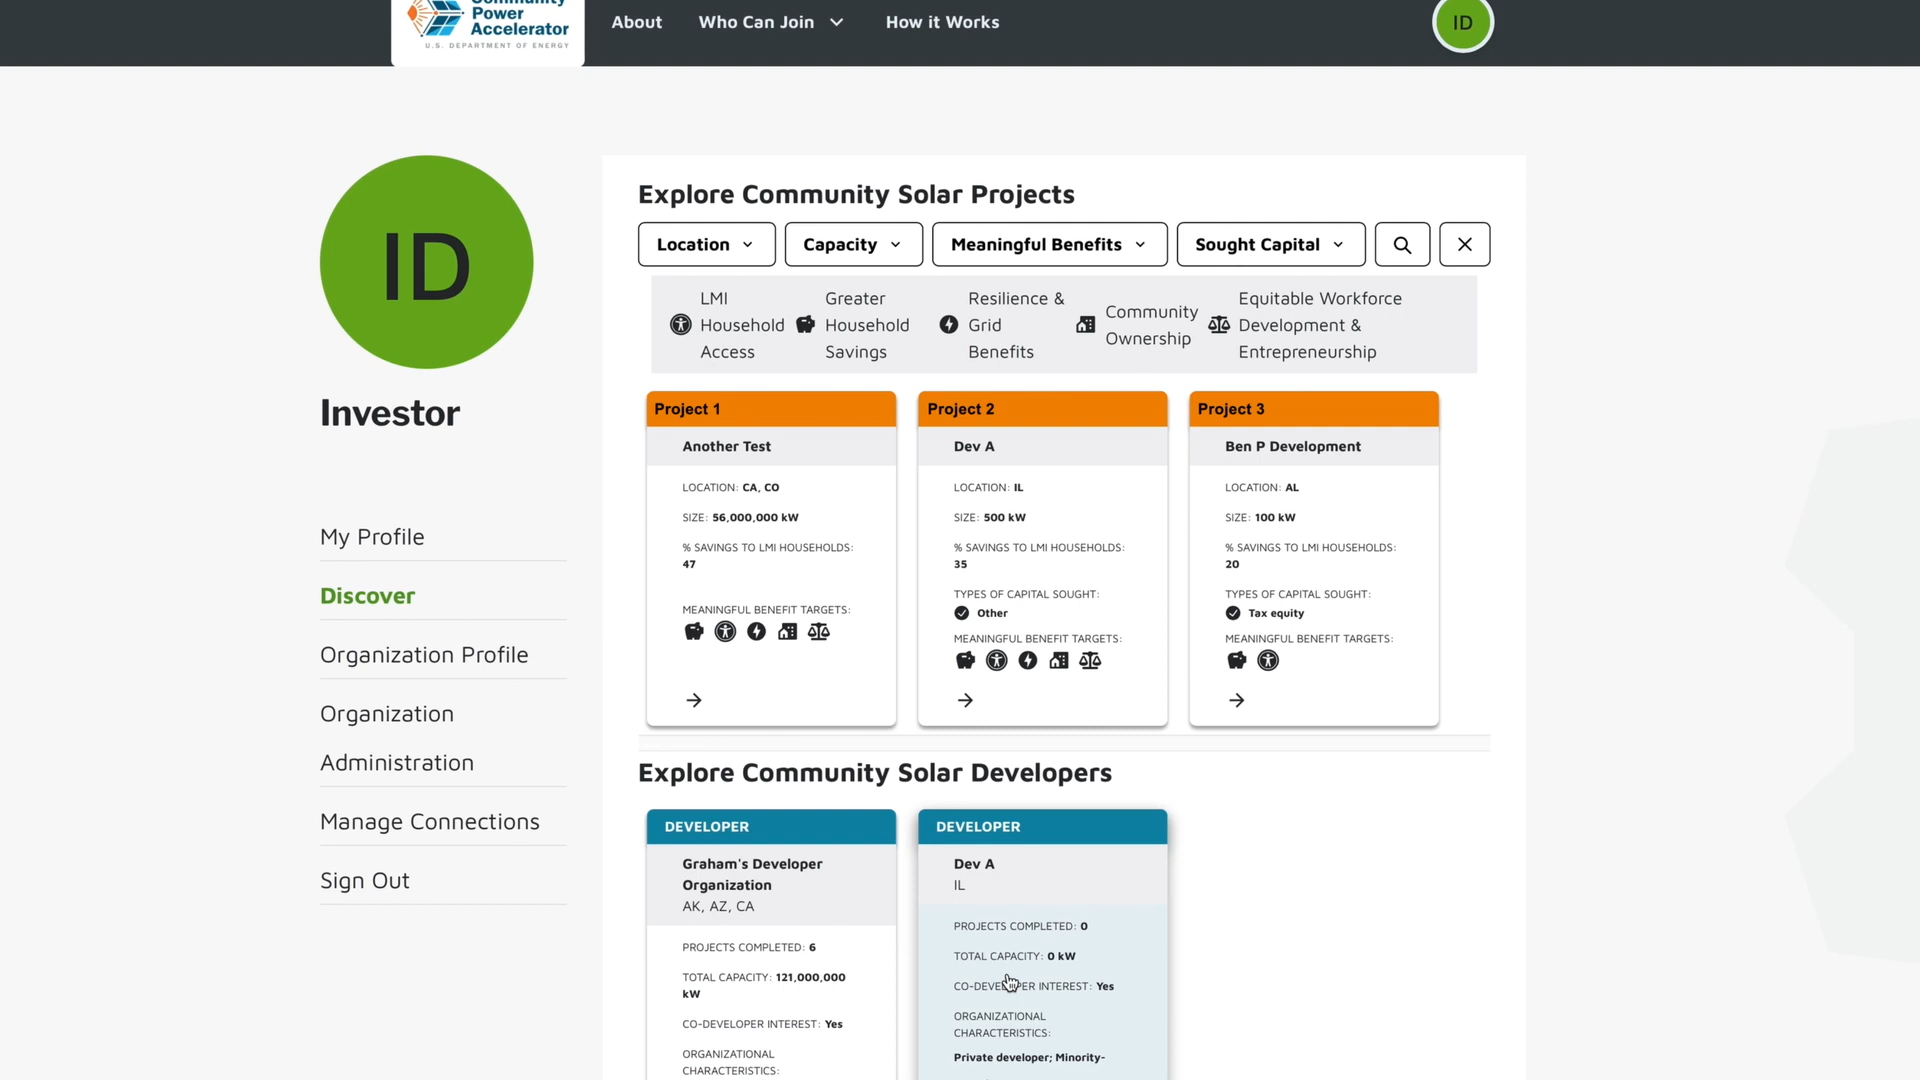 Community
Power
Accelerator
U.S. DEPARTMENT OF ENERGY
About
Who Can Join
How it Works
ID
ID
Investor
My Profile
Discover
Organization Profile
Organization
Administration
Manage Connections
Sign Out
Explore Community Solar Projects
Location
Capacity
Meaningful Benefits
Sought Capital
LMI
Household
Access
Greater
Household
Savings
Resilience &
Grid
Benefits
Community
Ownership
Equitable Workforce
Development &
Entrepreneurship
Project 1
Another Test
LOCATION: CA, CO
SIZE: 56,000,000 kW
% SAVINGS TO LMI HOUSEHOLDS:
47
MEANINGFUL BENEFIT TARGETS:
Project 2
Dev A
LOCATION: IL
SIZE: 500 kW
% SAVINGS TO LMI HOUSEHOLDS:
35
TYPES OF CAPITAL SOUGHT:
Other
MEANINGFUL BENEFIT TARGETS:
Project 3
Ben P Development
LOCATION: AL
SIZE: 100 kW
% SAVINGS TO LMI HOUSEHOLDS:
20
TYPES OF CAPITAL SOUGHT:
Tax equity
MEANINGFUL BENEFIT TARGETS:
Explore Community Solar Developers
DEVELOPER
Graham's Developer
Organization
AK, AZ, CA
PROJECTS COMPLETED: 6
TOTAL CAPACITY: 121,000,000
kW
CO-DEVELOPER INTEREST: Yes
ORGANIZATIONAL
CHARACTERISTICS:
DEVELOPER
Dev A
IL
PROJECTS COMPLETED: 0
TOTAL CAPACITY: 0 kW
CO-DEVELOPER INTEREST: Yes
ORGANIZATIONAL
CHARACTERISTICS:
Private developer; Minority-